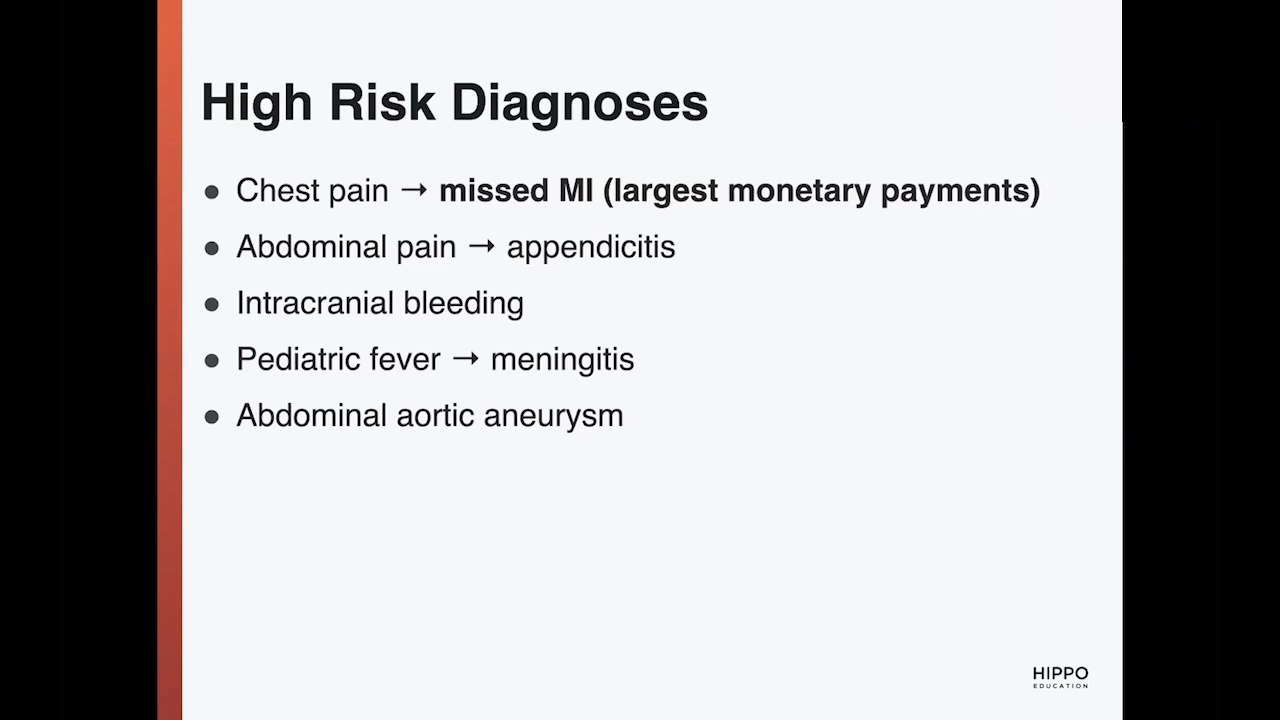 High Risk Diagnoses
● Chest pain → missed MI (largest monetary payments)
● Abdominal pain → appendicitis
● Intracranial bleeding
● Pediatric fever → meningitis
● Abdominal aortic aneurysm
HIPPO
EDUCATION